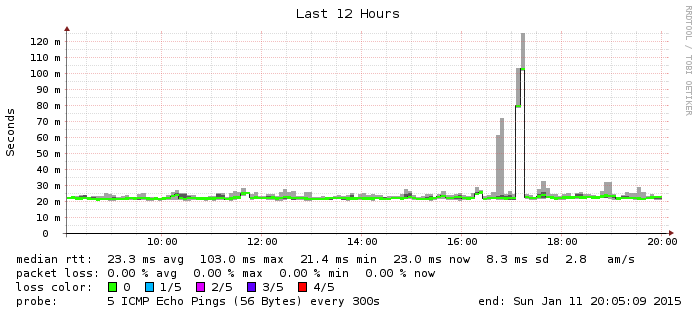 Last 12 Hours
RRDTOOL / TOBI OETIKER
Seconds
120 m
110 m
100 m
90 m
80 m
70 m
60 m
50 m
40 m
30 m
20 m
10 m
0
10:00 12:00 14:00 16:00 18:00 20:00
median rtt: 23.3 ms avg 103.0 ms max 21.4 ms min 23.0 ms now 8.3 ms sd 2.8 am/s
packet loss: 0.00 % avg 0.00 % max 0.00 % min 0.00 % now
loss color: 0 1/5 2/5 3/5 4/5
probe: 5 ICMP Echo Pings (56 Bytes) every 300s end: Sun Jan 11 20:05:09 2015